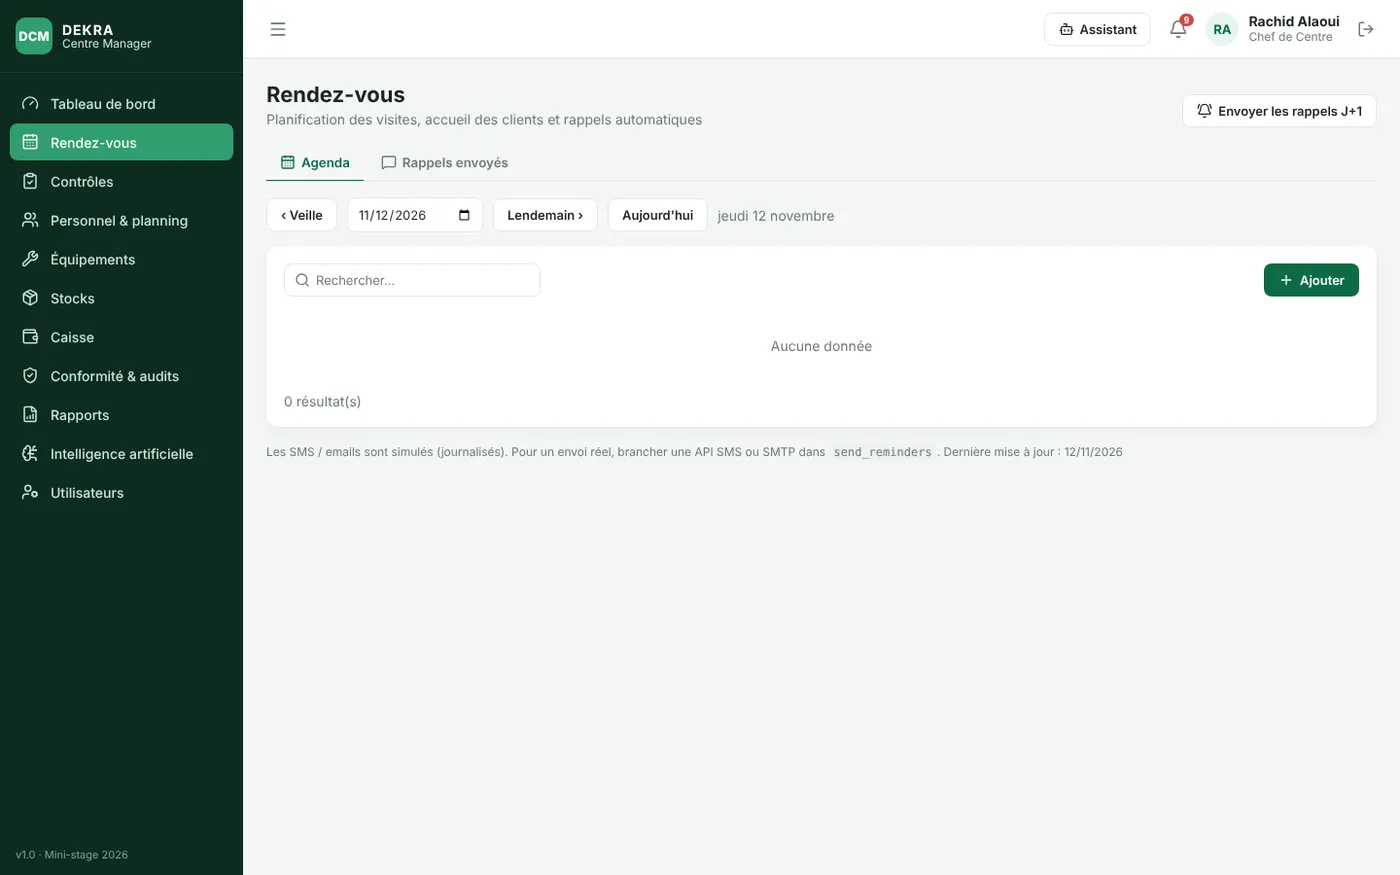 DCM
DEKRA
Centre Manager
Tableau de bord
Rendez-vous
Contrôles
Personnel & planning
Équipements
Stocks
Caisse
Conformité & audits
Rapports
Intelligence artificielle
Utilisateurs
v1.0 · Mini-stage 2026
Assistant
9
RA
Rachid Alaoui
Chef de Centre
Rendez-vous
Planification des visites, accueil des clients et rappels automatiques
Envoyer les rappels J+1
Agenda
Rappels envoyés
‹ Veille
11/12/2026
Lendemain ›
Aujourd'hui
jeudi 12 novembre
Rechercher...
+ Ajouter
Aucune donnée
0 résultat(s)
Les SMS / emails sont simulés (journalisés). Pour un envoi réel, brancher une API SMS ou SMTP dans send_reminders . Dernière mise à jour : 12/11/2026